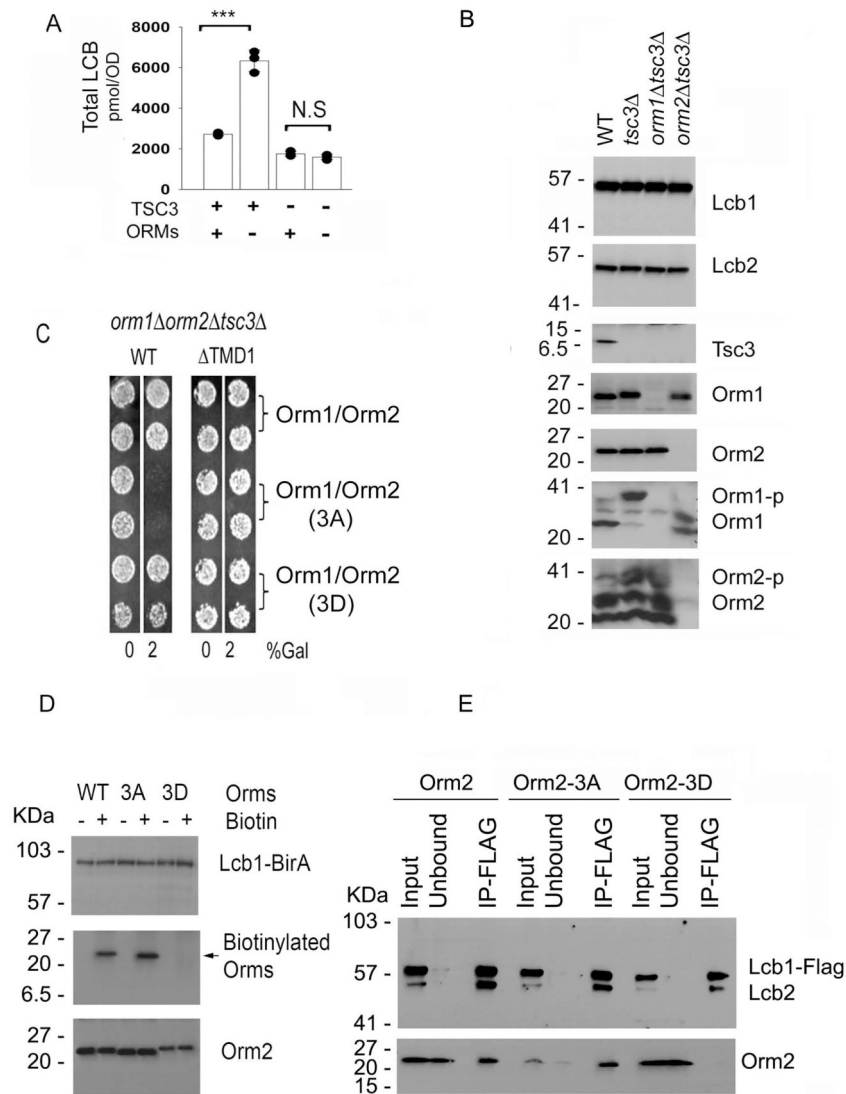 A
***
Total LCB
pmol/OD
8000
6000
4000
2000
0
N.S
TSC3 + + - -
ORMs + - + -
B
WT
tsc3Δ
orm1Δtsc3Δ
orm2Δtsc3Δ
57 -
41 -
Lcb1
57 -
41-
Lcb2
15 -
6.5 -
Tsc3
27 -
20 -
Orm1
27 -
20 -
Orm2
41 -
20 -
Orm1-p
Orm1
41 -
20 -
Orm2-p
Orm2
C
orm1Δorm2Δtsc3Δ
WT ΔTMD1
Orm1/Orm2
Orm1/Orm2
(3A)
Orm1/Orm2
(3D)
0 2 0 2 %Gal
D
WT 3A 3D Orms
KDa - + - + - + Biotin
103 -
57 -
Lcb1-BirA
27 -
20 -
6.5 -
Biotinylated
Orms
27 -
20 -
Orm2
E
Orm2 Orm2-3A Orm2-3D
Input Unbound IP-FLAG Input Unbound IP-FLAG Input Unbound IP-FLAG
KDa
103 -
57 -
41 -
Lcb1-Flag
Lcb2
27 -
20 -
15 -
Orm2